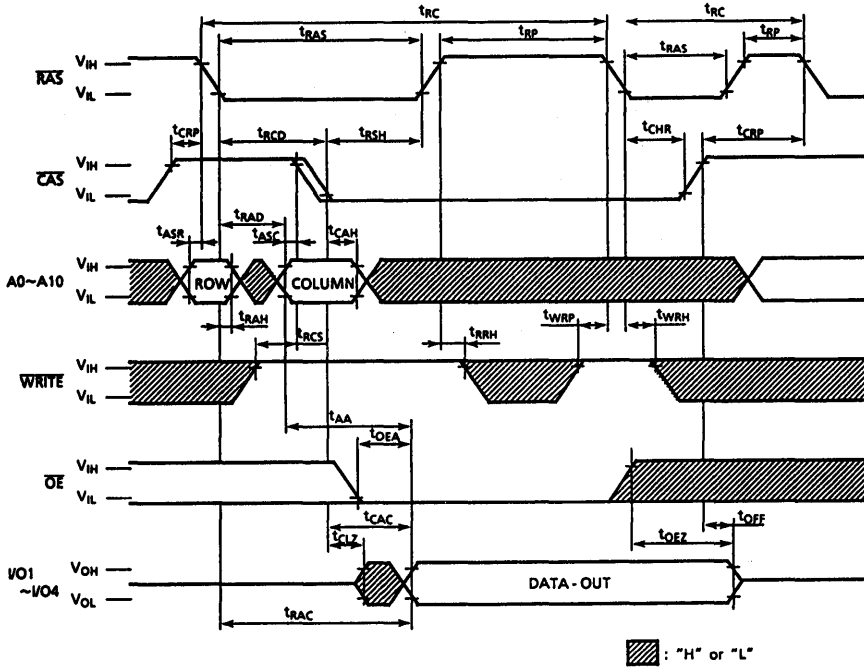 tRC tRC
tRAS tRP tRAS tRP
RAS VIH
VIL
tCRP tRCD tRSH tCHR tCRP
CAS VIH
VIL
tRAD
tASR tASC tCAH
A0~A10 VIH
VIL
ROW COLUMN
tRAH tRCS tRRH tWRP tWRH
WRITE VIH
VIL
tAA
tOEA
OE VIH
VIL
tCAC tOFF
tCLZ tOEZ
I/O1
~I/O4
VOH
VOL
DATA - OUT
tRAC
: "H" or "L"